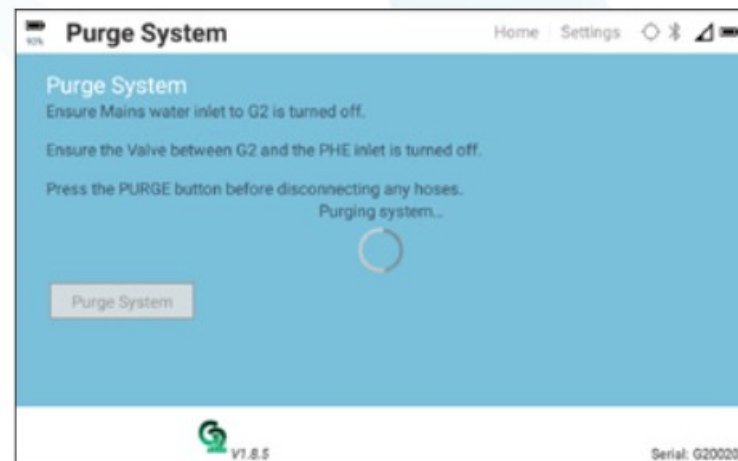 90%
Purge System
Home
Settings
Purge System
Ensure Mains water inlet to G2 is turned off.
Ensure the Valve between G2 and the PHE inlet is turned off.
Press the PURGE button before disconnecting any hoses.
Purging system...
Purge System
G2
V1.8.5
Serial: G20020